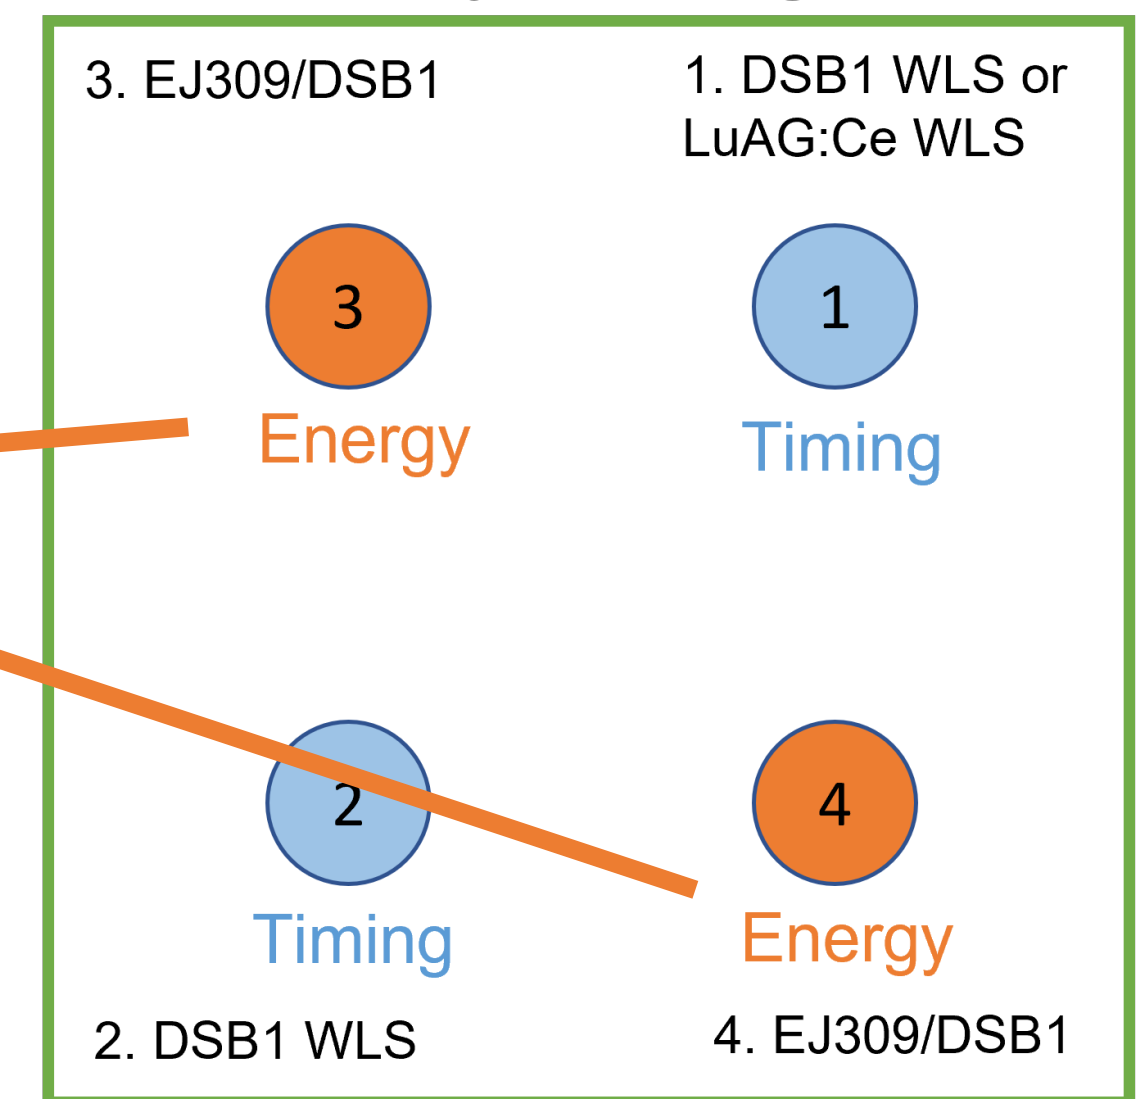 3. EJ309/DSB1
1. DSB1 WLS or
LuAG:Ce WLS
3
1
Energy
Timing
2
4
Timing
Energy
2. DSB1 WLS
4. EJ309/DSB1